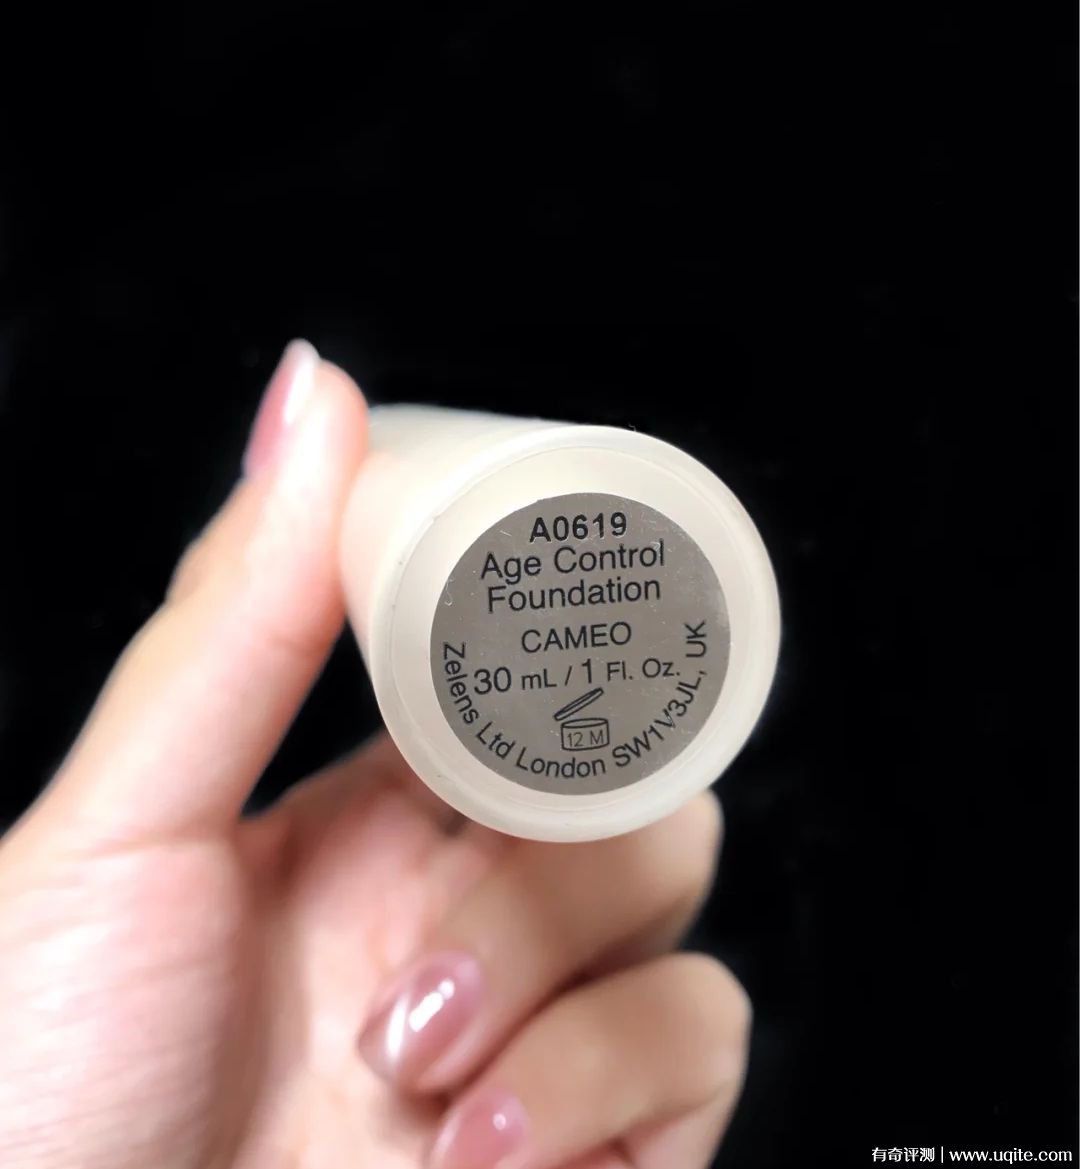 A0619
Age Control
Foundation
CAMEO
30 mL / 1 Fl. Oz.
12 M
Zelens Ltd London SW1V3JL, UK
有奇评测 | www.uqite.com